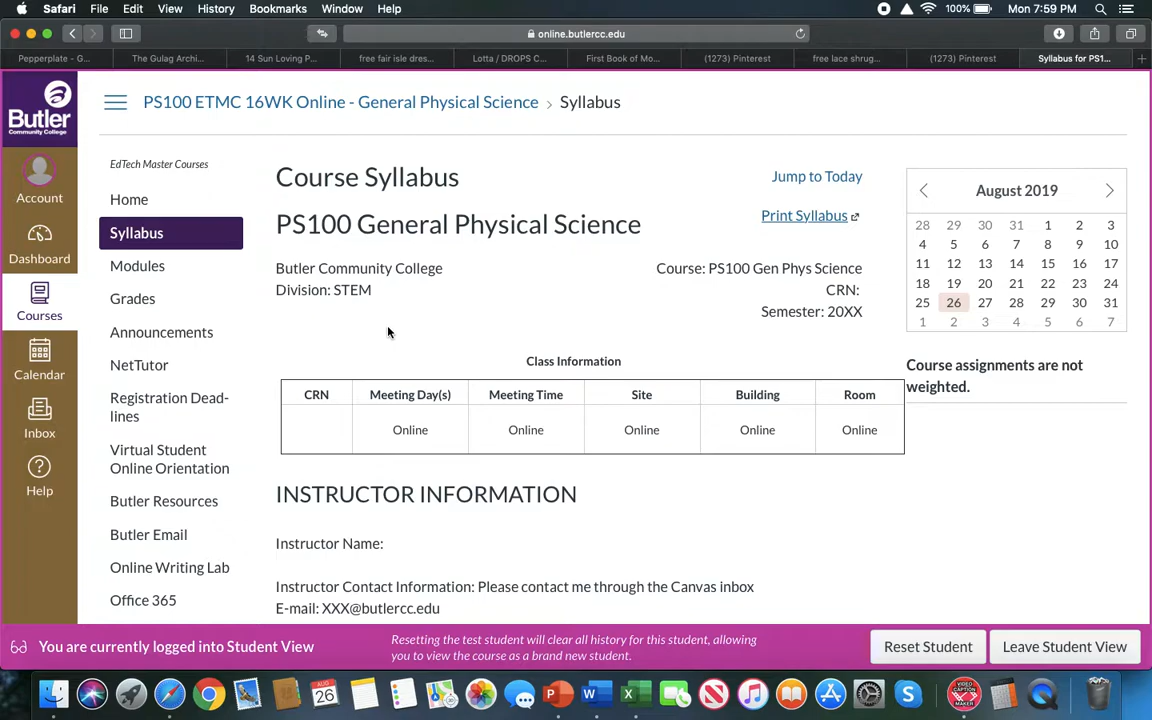 Safari File Edit View History Bookmarks Window Help 100% Mon 7:59 PM
online.butlercc.edu
Pepperplate - G... The Gulag Archi... 14 Sun Loving P... free fair isle dres... Lotta / DROPS C... First Book of Mo... (1273) Pinterest free lace shrug... (1273) Pinterest Syllabus for PS1...
Butler
Community College
PS100 ETMC 16WK Online - General Physical Science › Syllabus
Account
Dashboard
Courses
Calendar
Inbox
Help
EdTech Master Courses
Home
Syllabus
Modules
Grades
Announcements
NetTutor
Registration Dead-
lines
Virtual Student
Online Orientation
Butler Resources
Butler Email
Online Writing Lab
Office 365
Course Syllabus
Jump to Today
PS100 General Physical Science
Print Syllabus
Butler Community College Course: PS100 Gen Phys Science
Division: STEM CRN:
Semester: 20XX
Class Information
CRN Meeting Day(s) Meeting Time Site Building Room
Online Online Online Online Online
INSTRUCTOR INFORMATION
Instructor Name:
Instructor Contact Information: Please contact me through the Canvas inbox
E-mail: XXX@butlercc.edu
August 2019
28 29 30 31 1 2 3
4 5 6 7 8 9 10
11 12 13 14 15 16 17
18 19 20 21 22 23 24
25 26 27 28 29 30 31
1 2 3 4 5 6 7
Course assignments are not
weighted.
You are currently logged into Student View
Resetting the test student will clear all history for this student, allowing
you to view the course as a brand new student.
Reset Student
Leave Student View
AUG
26
VIDEO
CAPTION
MAKER